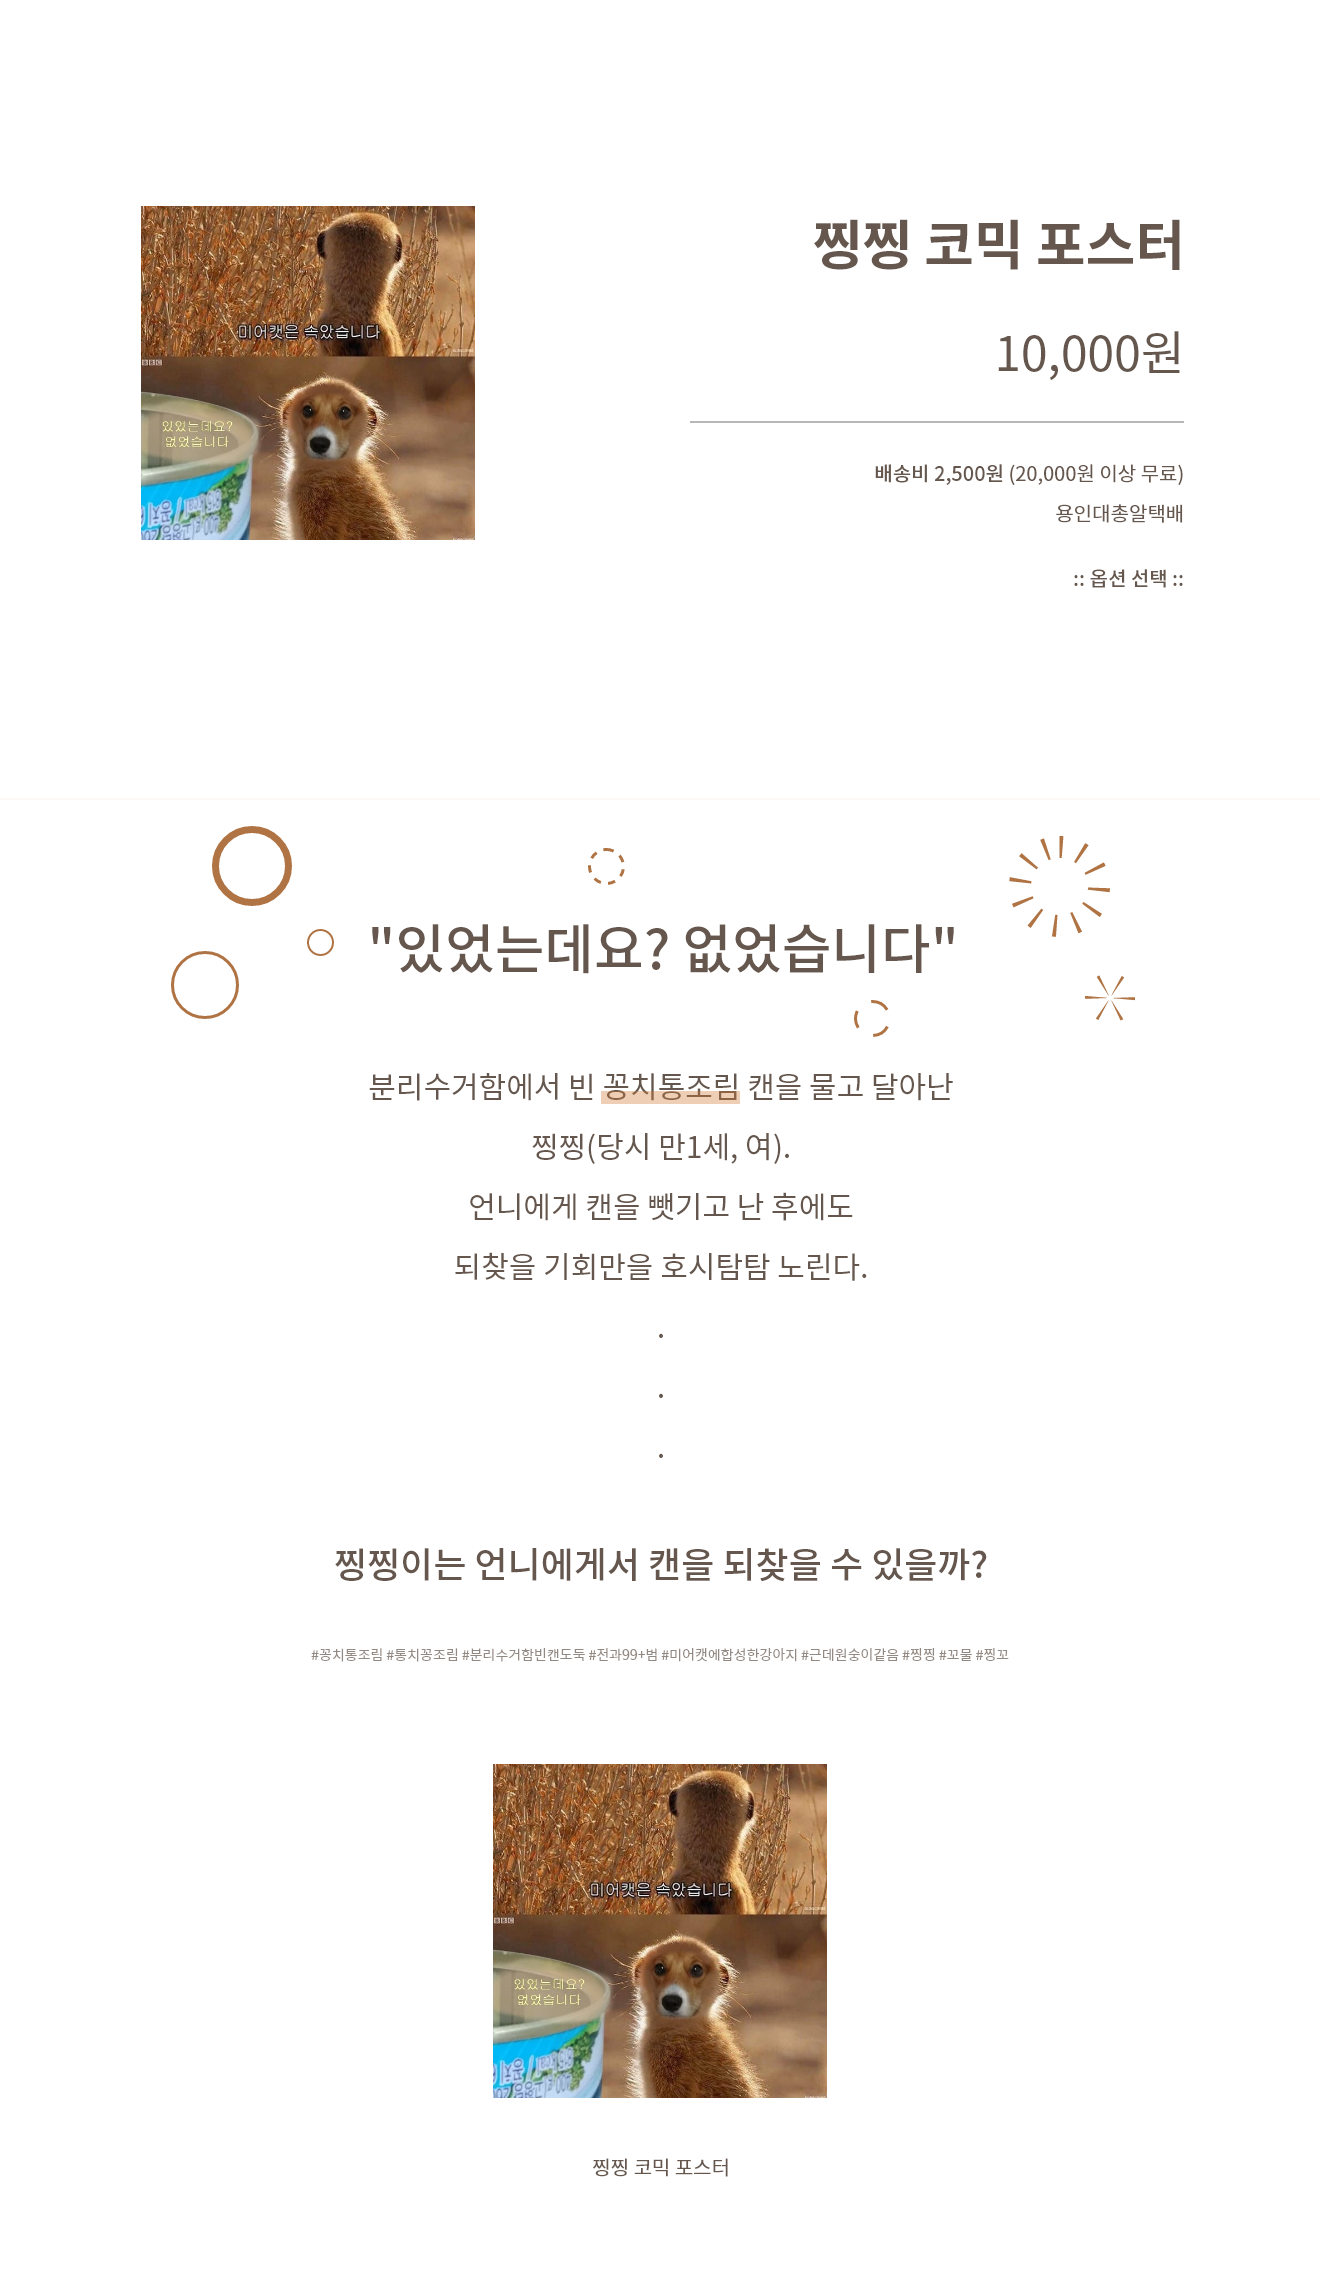 미어캣은 속았습니다
BBC
있있는데요?
없었습니다
찡찡 코믹 포스터
10,000원
배송비 2,500원 (20,000원 이상 무료)
용인대총알택배
:: 옵션 선택 ::
"있었는데요? 없었습니다"
분리수거함에서 빈 꽁치통조림 캔을 물고 달아난
찡찡(당시 만1세, 여).
언니에게 캔을 뺏기고 난 후에도
되찾을 기회만을 호시탐탐 노린다.
.
.
.
찡찡이는 언니에게서 캔을 되찾을 수 있을까?
#꽁치통조림 #통치꽁조림 #분리수거함빈캔도둑 #전과99+범 #미어캣에합성한강아지 #근데원숭이같음 #찡찡 #꼬물 #찡꼬
미어캣은 속았습니다
BBC
있있는데요?
없었습니다
찡찡 코믹 포스터